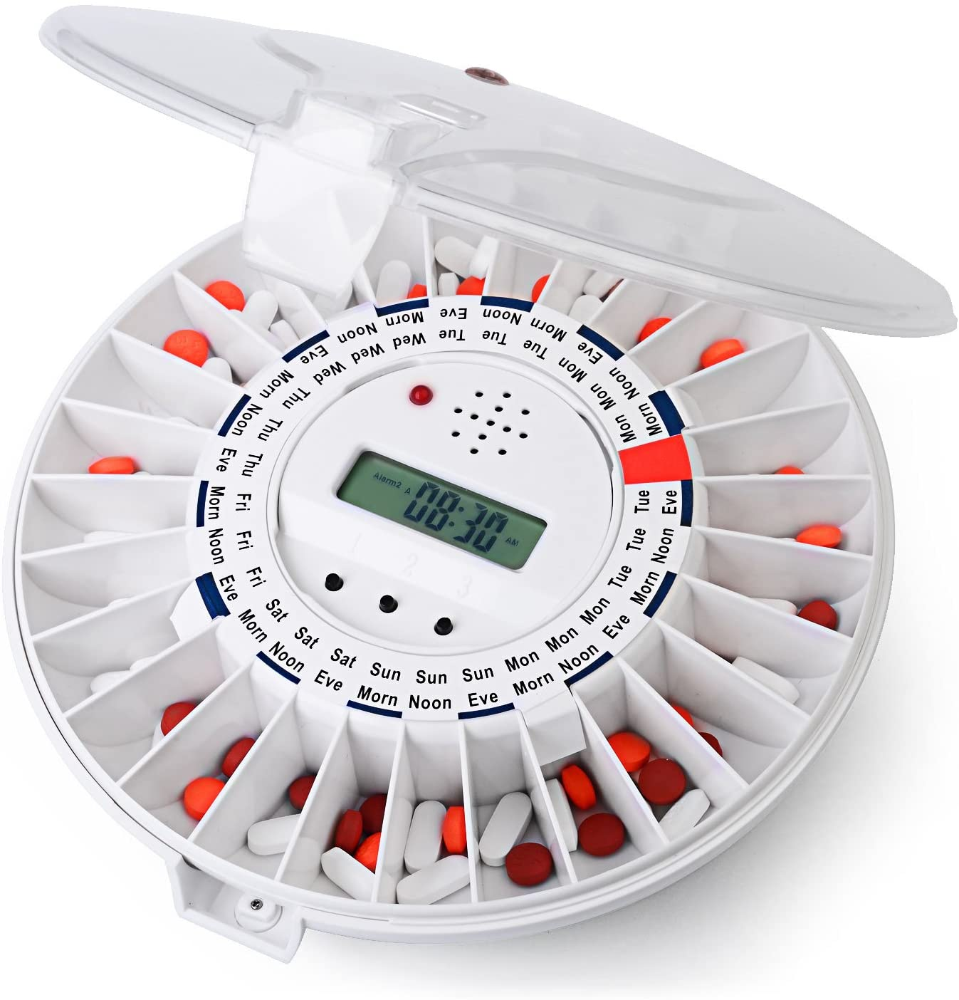 Morn Noon Eve Morn Noon Eve Morn Noon Eve Morn Noon Eve Morn Noon Eve Morn Noon Eve Morn Noon Eve Morn Noon Eve Morn Noon Eve
Mon Mon Mon Tue Tue Tue Wed Wed Wed Thu Thu Thu Fri Fri Fri Sat Sat Sat Sun Sun Sun Mon Mon Mon Tue Tue Tue
Alarm2 A 08:30 AM
1 2 3